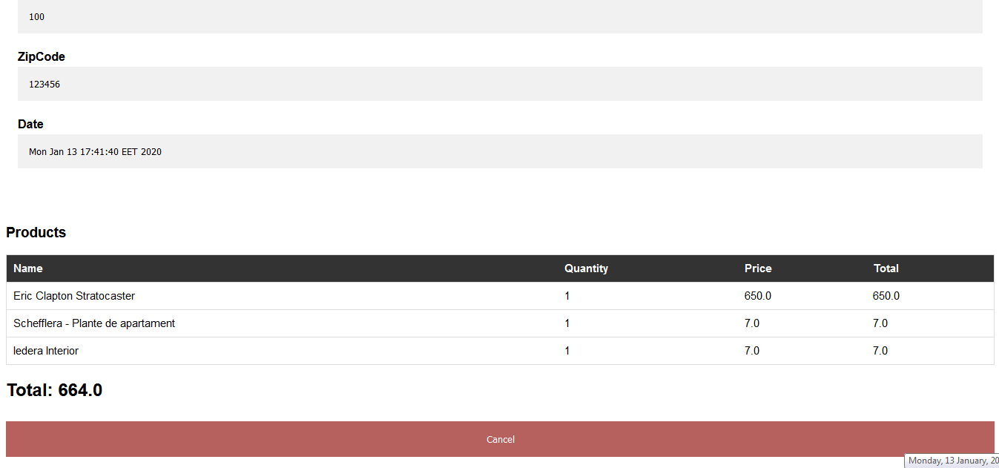 100
ZipCode
123456
Date
Mon Jan 13 17:41:40 EET 2020
Products
Name Quantity Price Total
Eric Clapton Stratocaster 1 650.0 650.0
Schefflera - Plante de apartament 1 7.0 7.0
Iedera Interior 1 7.0 7.0
Total: 664.0
Cancel
Monday, 13 January, 20